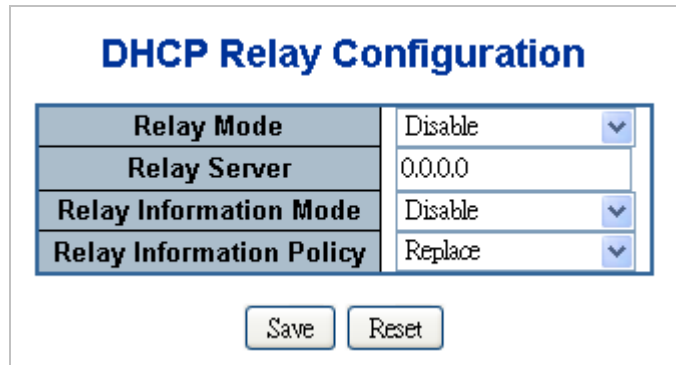 DHCP Relay Configuration
Relay Mode Disable
Relay Server 0.0.0.0
Relay Information Mode Disable
Relay Information Policy Replace
Save Reset